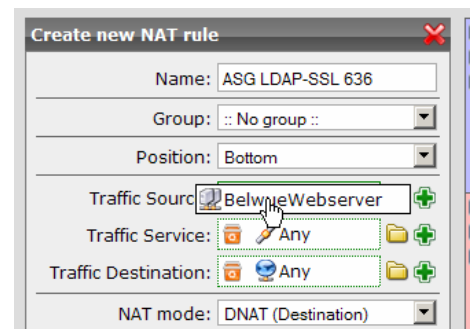 Create new NAT rule
Name: ASG LDAP-SSL 636
Group: :: No group ::
Position: Bottom
Traffic Sourc BelwueWebserver
Traffic Service: Any
Traffic Destination: Any
NAT mode: DNAT (Destination)